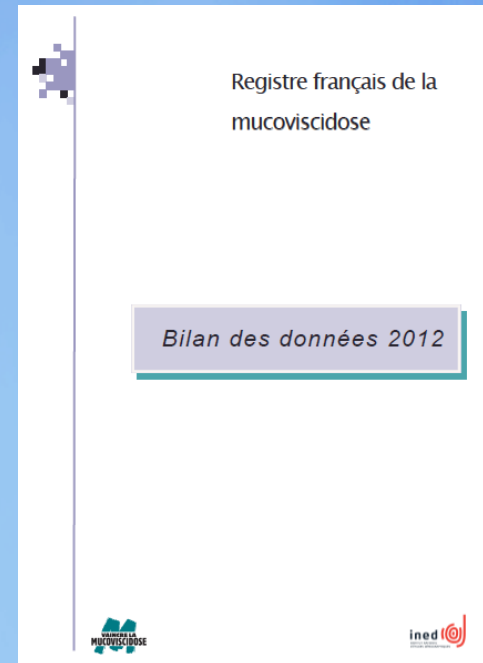 Registre français de la
mucoviscidose
Bilan des données 2012
VAINCRE LA
MUCOVISCIDOSE
ined